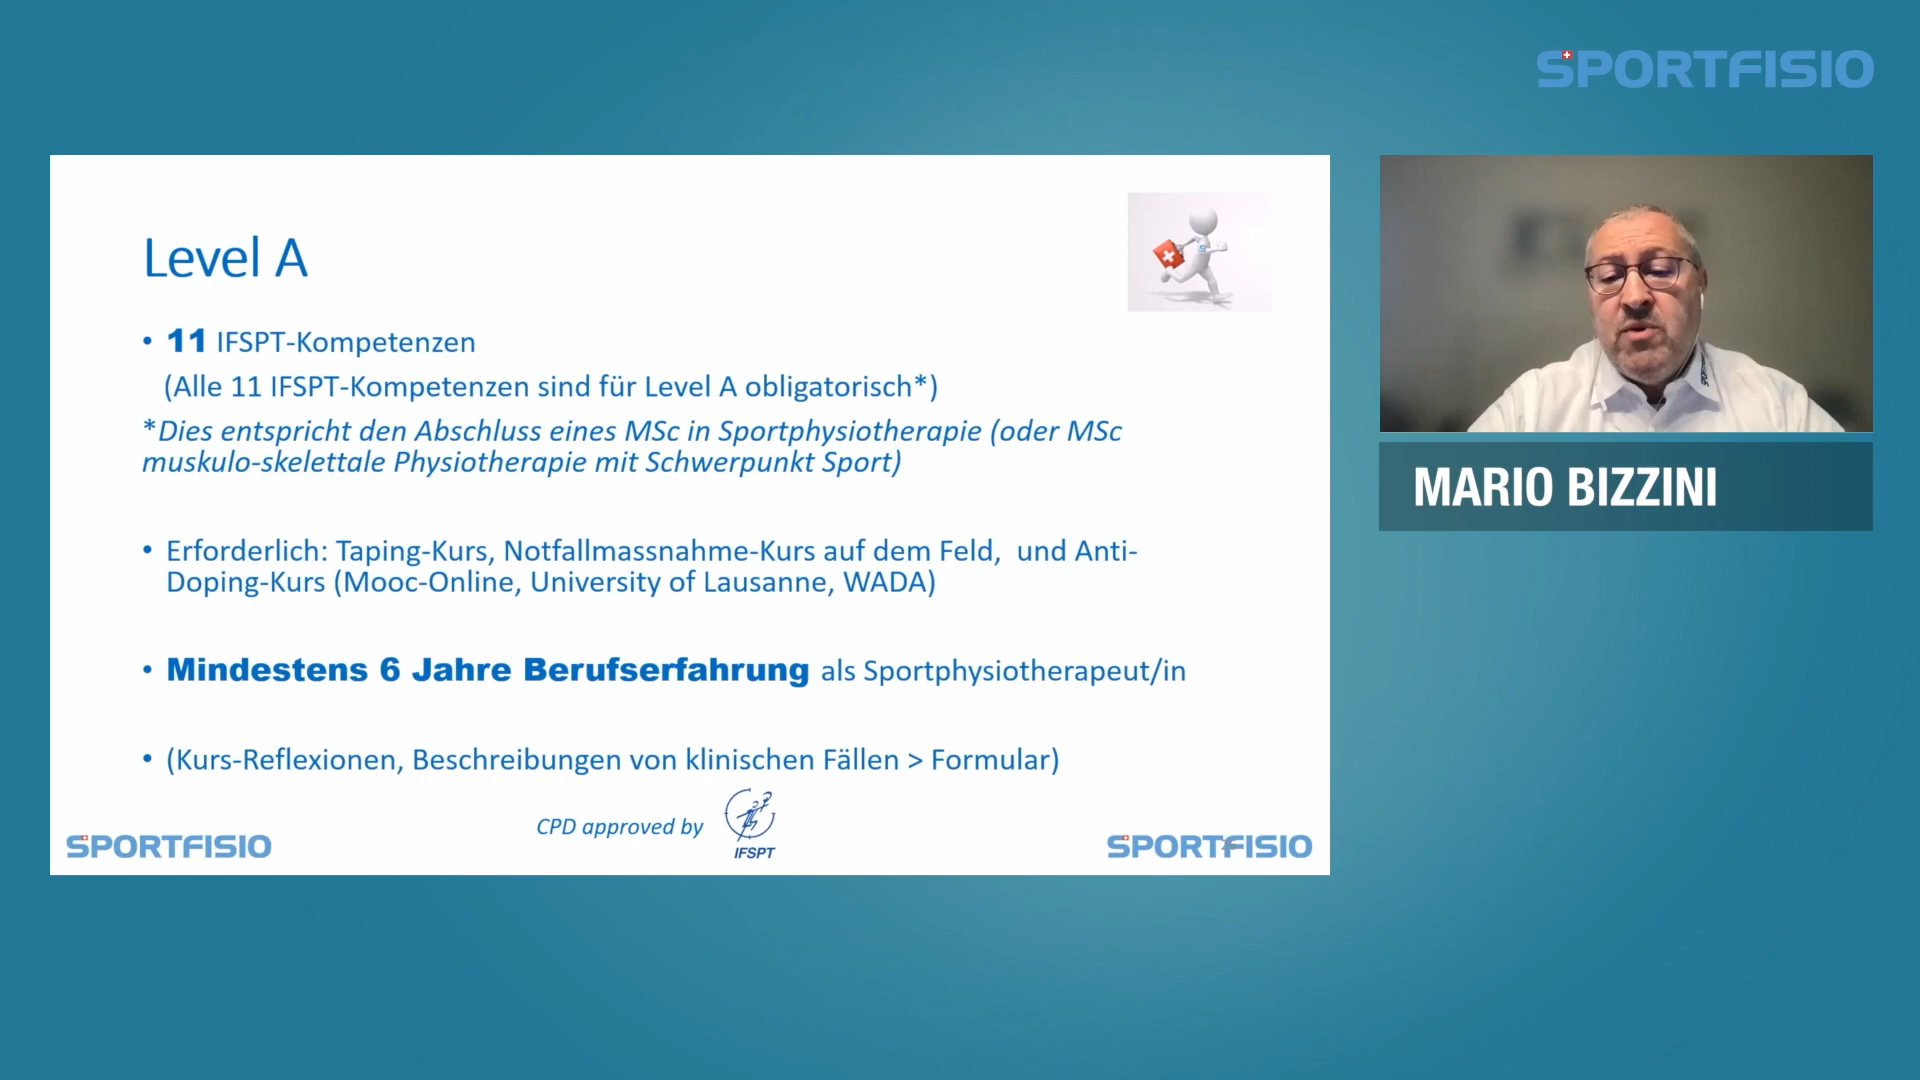 SPORTFISIO
Level A
• 11 IFSPT-Kompetenzen
(Alle 11 IFSPT-Kompetenzen sind für Level A obligatorisch*)
*Dies entspricht den Abschluss eines MSc in Sportphysiotherapie (oder MSc
muskulo-skelettale Physiotherapie mit Schwerpunkt Sport)
• Erforderlich: Taping-Kurs, Notfallmassnahme-Kurs auf dem Feld, und Anti-
Doping-Kurs (Mooc-Online, University of Lausanne, WADA)
• Mindestens 6 Jahre Berufserfahrung als Sportphysiotherapeut/in
• (Kurs-Reflexionen, Beschreibungen von klinischen Fällen > Formular)
SPORTFISIO
CPD approved by
IFSPT
SPORTFISIO
MARIO BIZZINI